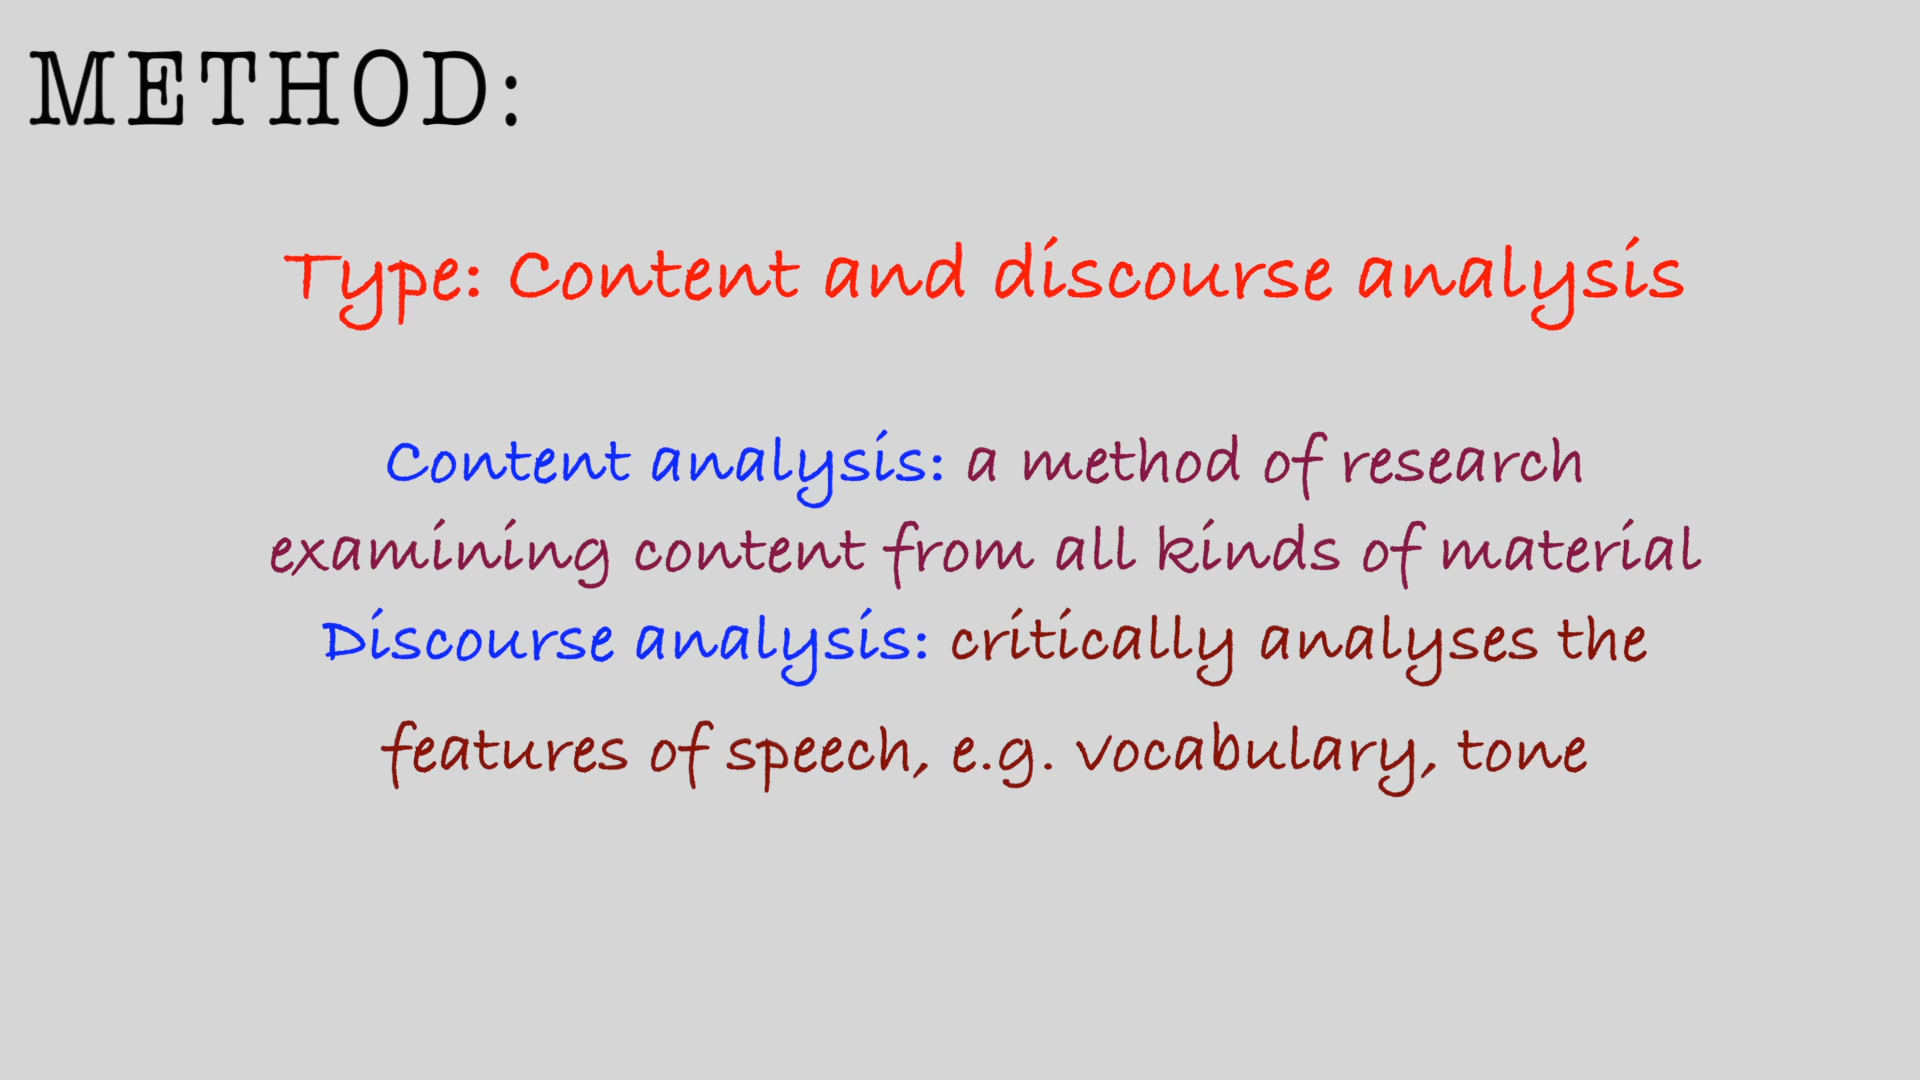 METHOD:
Type: Content and discourse analysis
Content analysis: a method of research
examining content from all kinds of material
Discourse analysis: critically analyses the
features of speech, e.g. vocabulary, tone